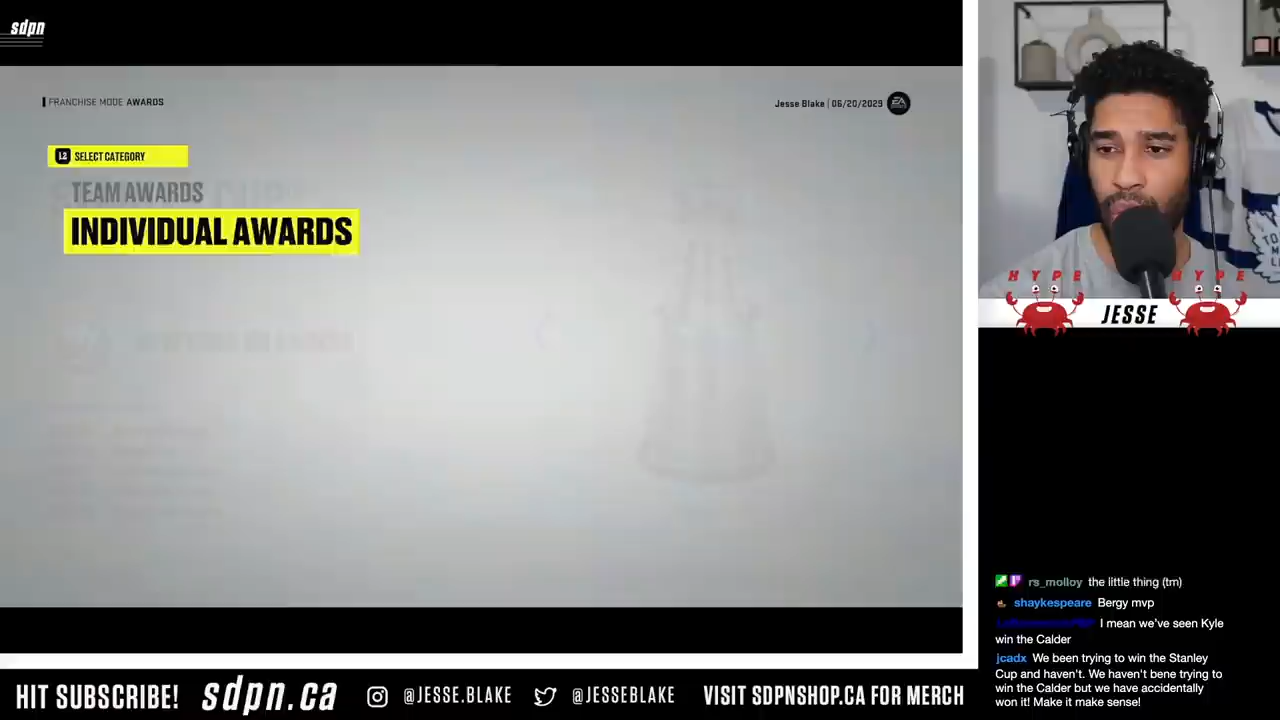 sdpn
FRANCHISE MODE AWARDS
Jesse Blake | 06/20/2029
EA
L2 SELECT CATEGORY
TEAM AWARDS
INDIVIDUAL AWARDS
HYPE HYPE
JESSE
rs_molloy the little thing (tm)
shaykespeare Bergy mvp
I mean we've seen Kyle
win the Calder
jcadx We been trying to win the Stanley
Cup and haven't. We haven't bene trying to
win the Calder but we have accidentally
won it! Make it make sense!
HIT SUBSCRIBE! sdpn.ca @JESSE.BLAKE @JESSEBLAKE VISIT SDPNSHOP.CA FOR MERCH